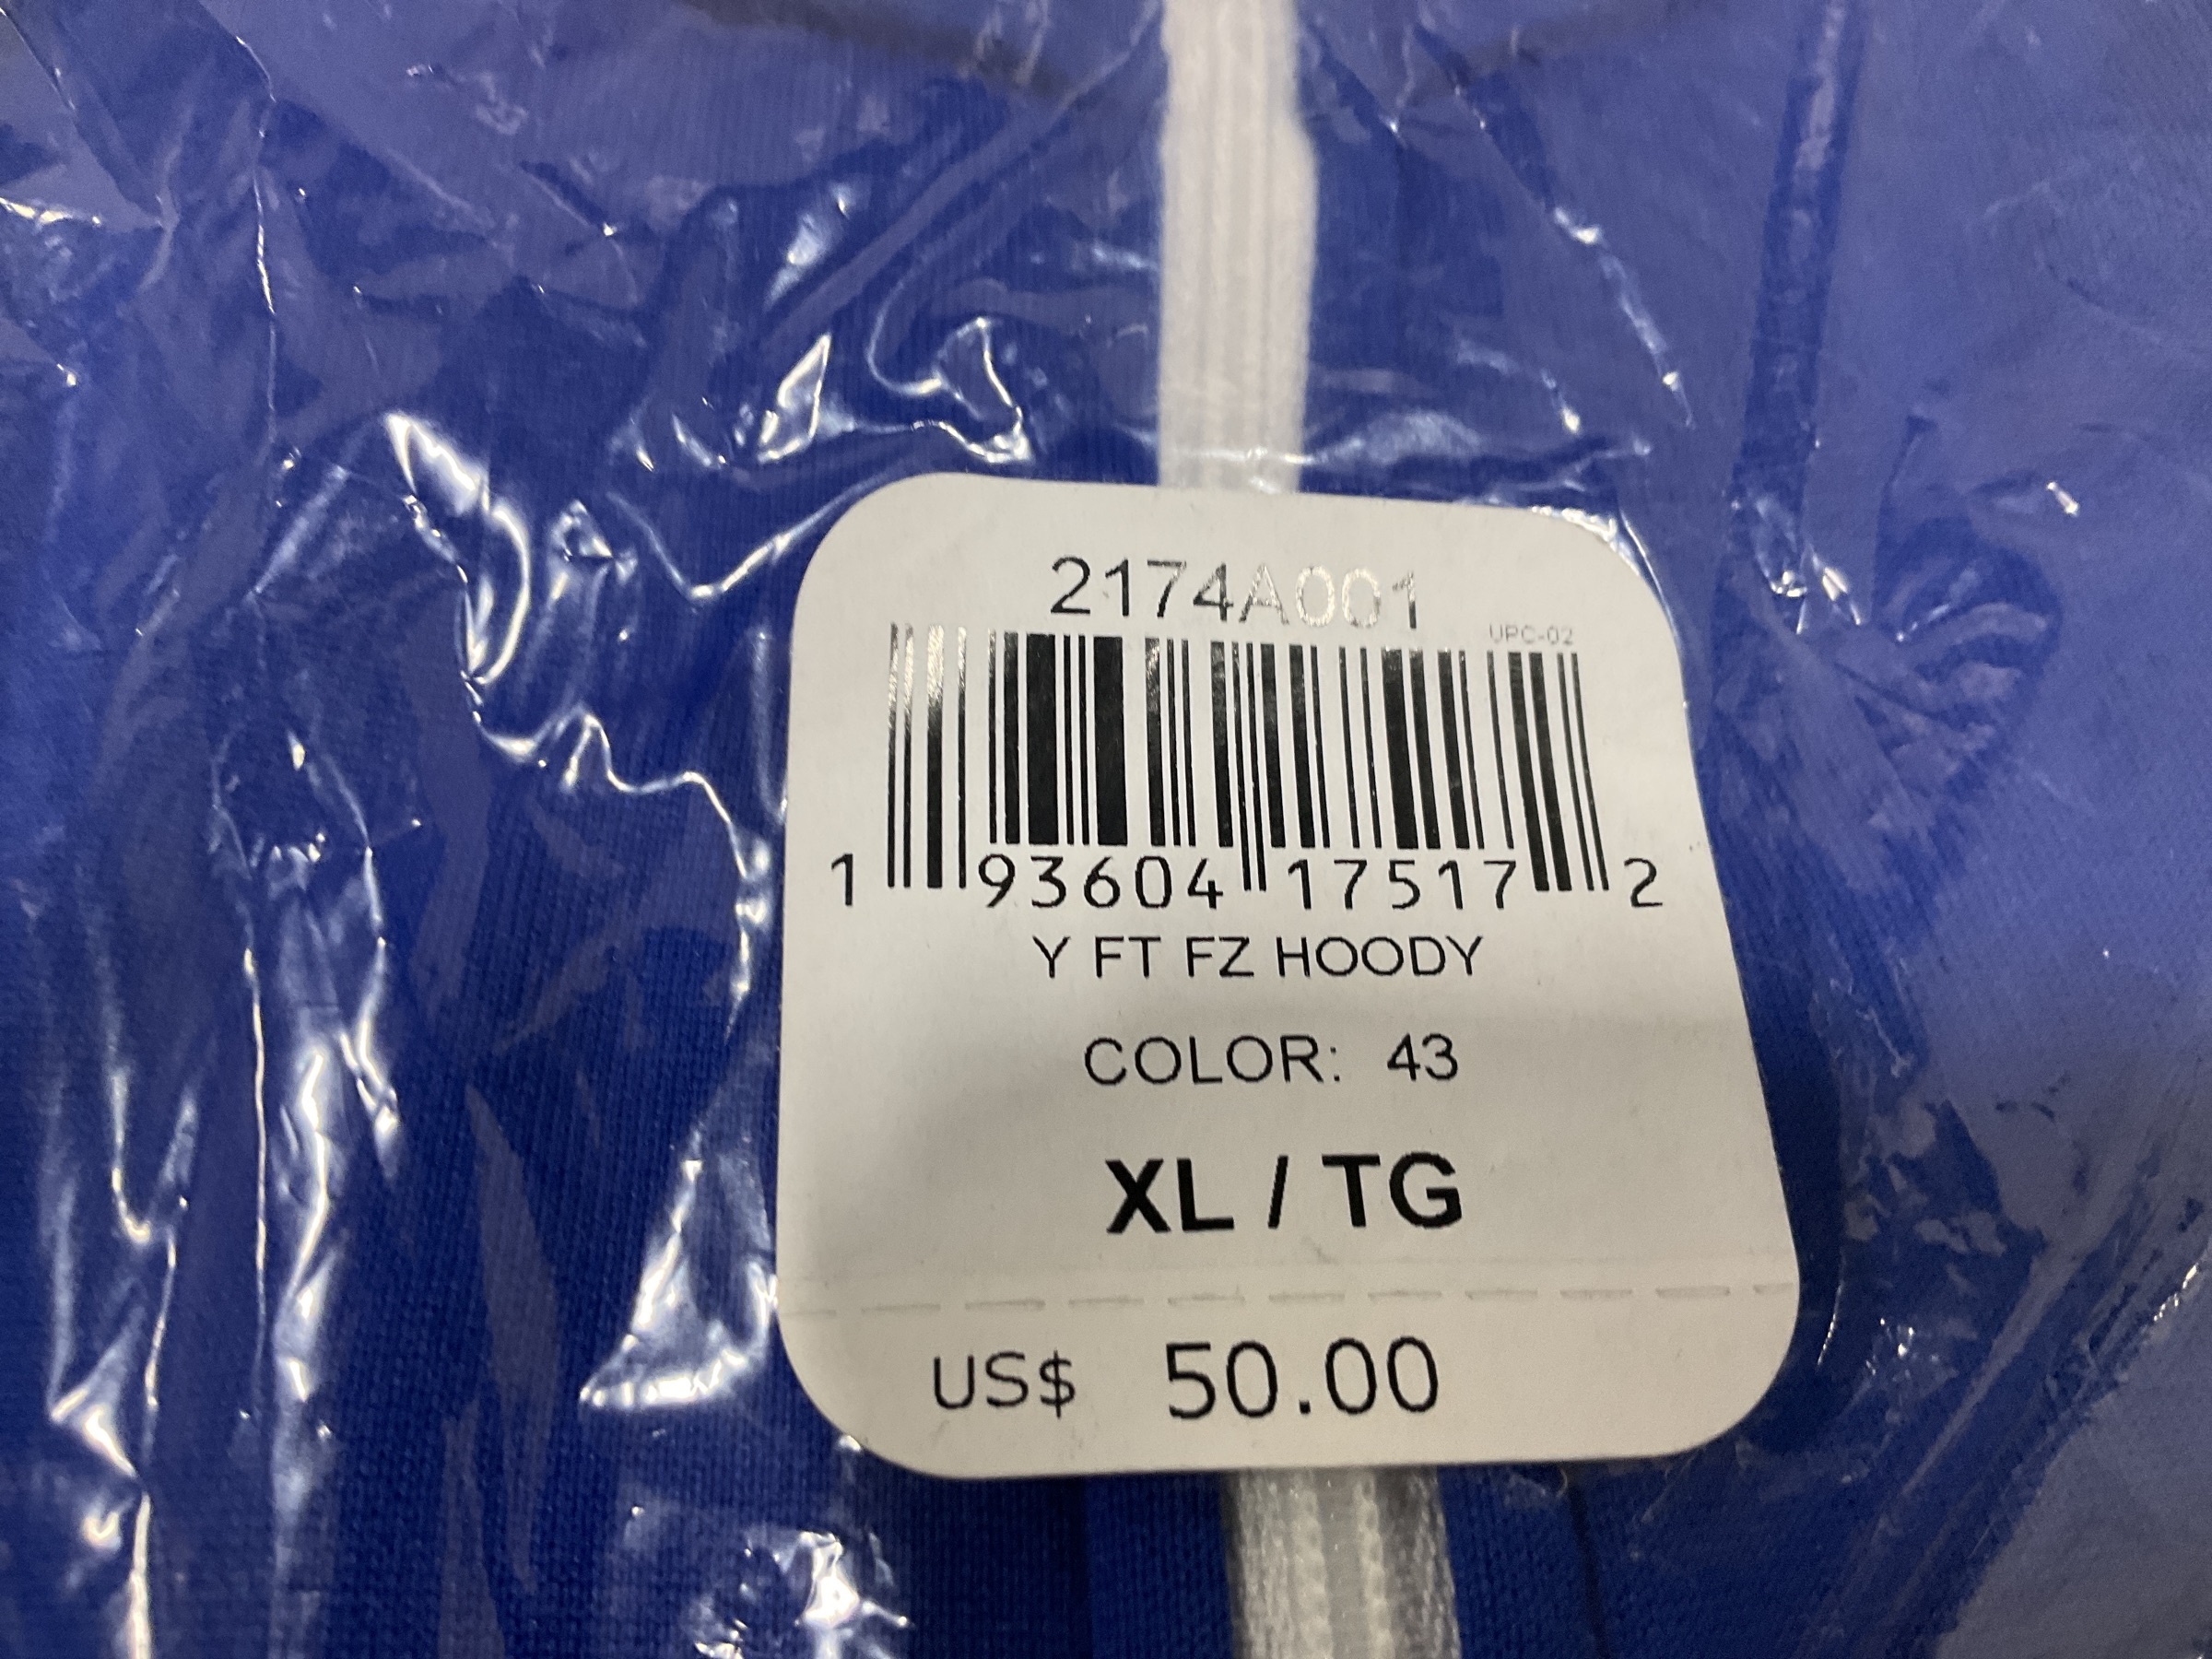 2174A001
UPC-02
1 93604 17517 2
Y FT FZ HOODY
COLOR: 43
XL / TG
US$ 50.00